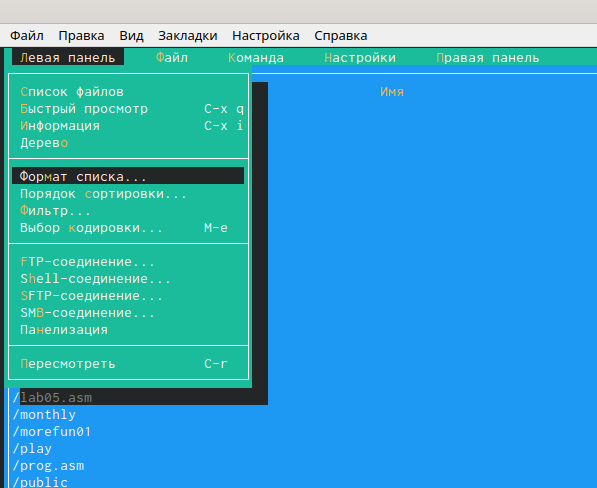 Файл Правка Вид Закладки Настройка Справка
Левая панель Файл Команда Настройки Правая панель
Имя
Список файлов
Быстрый просмотр C-x q
Информация C-x i
Дерево
Формат списка...
Порядок сортировки...
Фильтр...
Выбор кодировки... M-e
FTP-соединение...
Shell-соединение...
SFTP-соединение...
SMB-соединение...
Панелизация
Пересмотреть C-r
/lab05.asm
/monthly
/morefun01
/play
/prog.asm
/public